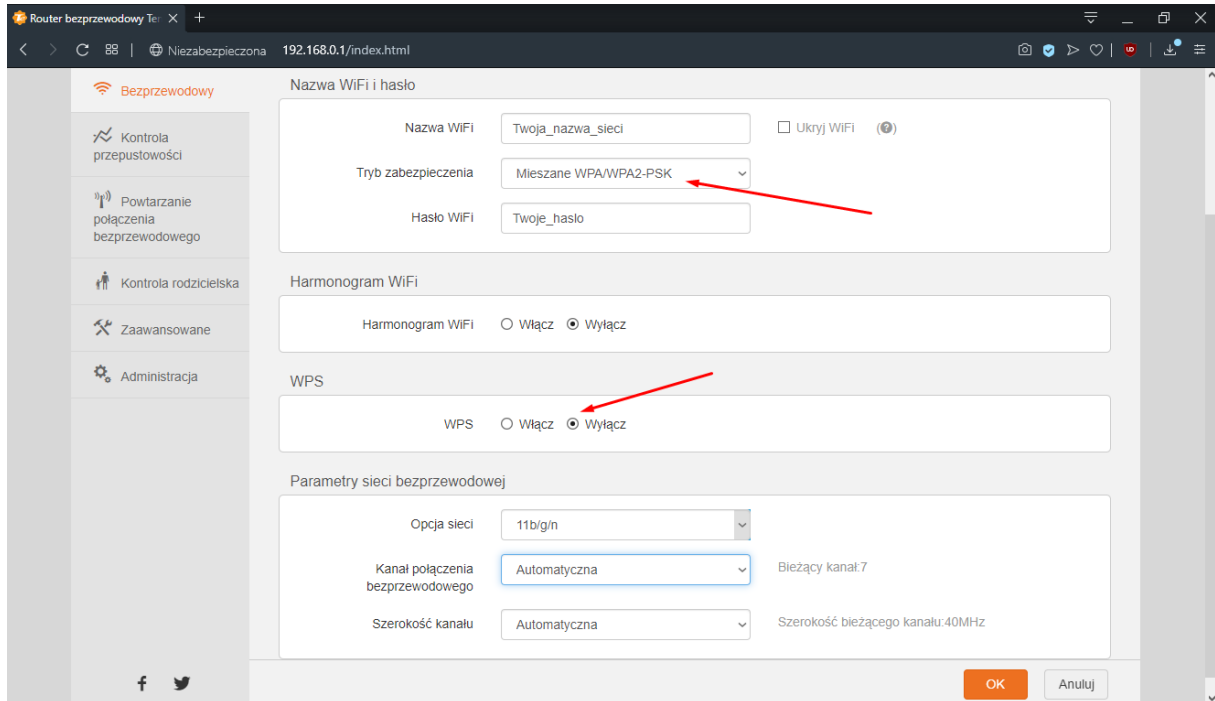 Router bezprzewodowy Ter
Niezabezpieczona 192.168.0.1/index.html
Bezprzewodowy
Kontrola
przepustowości
Powtarzanie
połączenia
bezprzewodowego
Kontrola rodzicielska
Zaawansowane
Administracja
Nazwa WiFi i hasło
Nazwa WiFi Twoja_nazwa_sieci Ukryj WiFi (?)
Tryb zabezpieczenia Mieszane WPA/WPA2-PSK
Hasło WiFi Twoje_haslo
Harmonogram WiFi
Harmonogram WiFi Włącz Wyłącz
WPS
WPS Włącz Wyłącz
Parametry sieci bezprzewodowej
Opcja sieci 11b/g/n
Kanał połączenia
bezprzewodowego
Automatyczna Bieżący kanał:7
Szerokość kanału Automatyczna Szerokość bieżącego kanału:40MHz
OK Anuluj